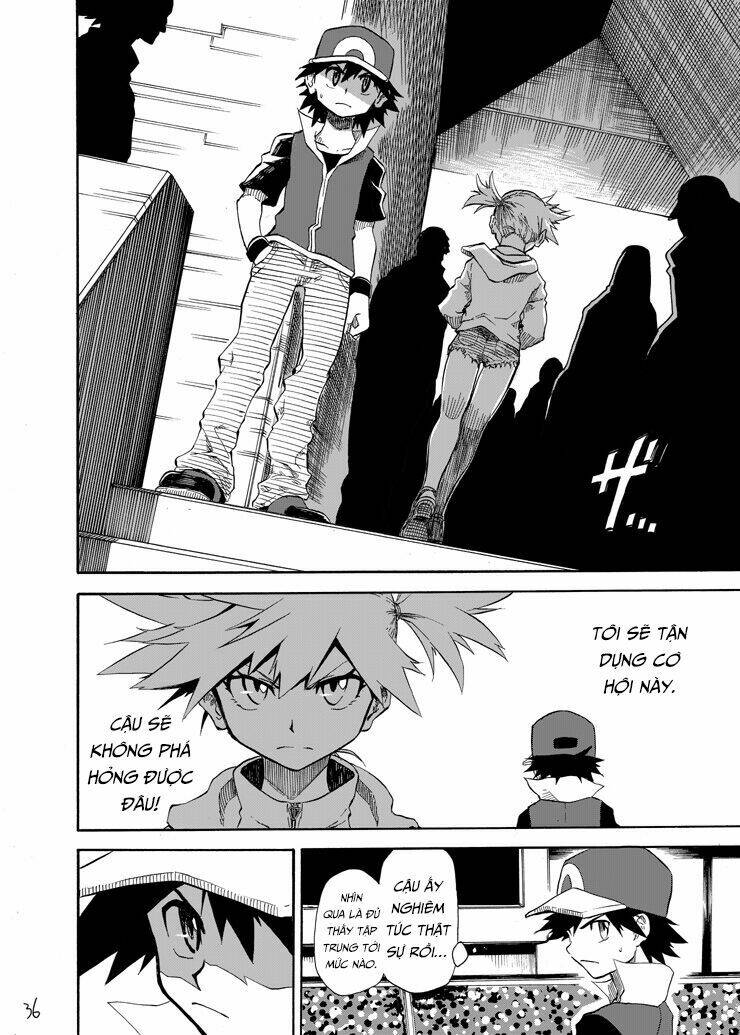 ザ...
TÔI SẼ TẬN
DỤNG CƠ
HỘI NÀY.
CẬU SẼ
KHÔNG PHÁ
HỎNG ĐƯỢC
ĐÂU!
CẬU ẤY
NGHIÊM
TÚC THẬT
SỰ RỒI...
NHÌN
QUA LÀ ĐỦ
THẤY TẬP
TRUNG TỚI
MỨC NÀO.
36